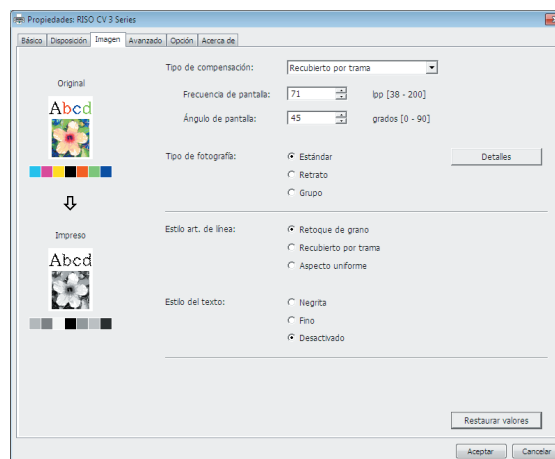 Propiedades: RISO CV 3 Series
Básico Disposición Imagen Avanzado Opción Acerca de
Tipo de compensación: Recubierto por trama
Original
Frecuencia de pantalla: 71 lpp [38 - 200]
Abcd
Ángulo de pantalla: 45 grados [0 - 90]
Tipo de fotografía: Estándar Detalles
Retrato
Grupo
Estilo art. de línea: Retoque de grano
Impreso
Recubierto por trama
Abcd
Aspecto uniforme
Estilo del texto: Negrita
Fino
Desactivado
Restaurar valores
Aceptar Cancelar